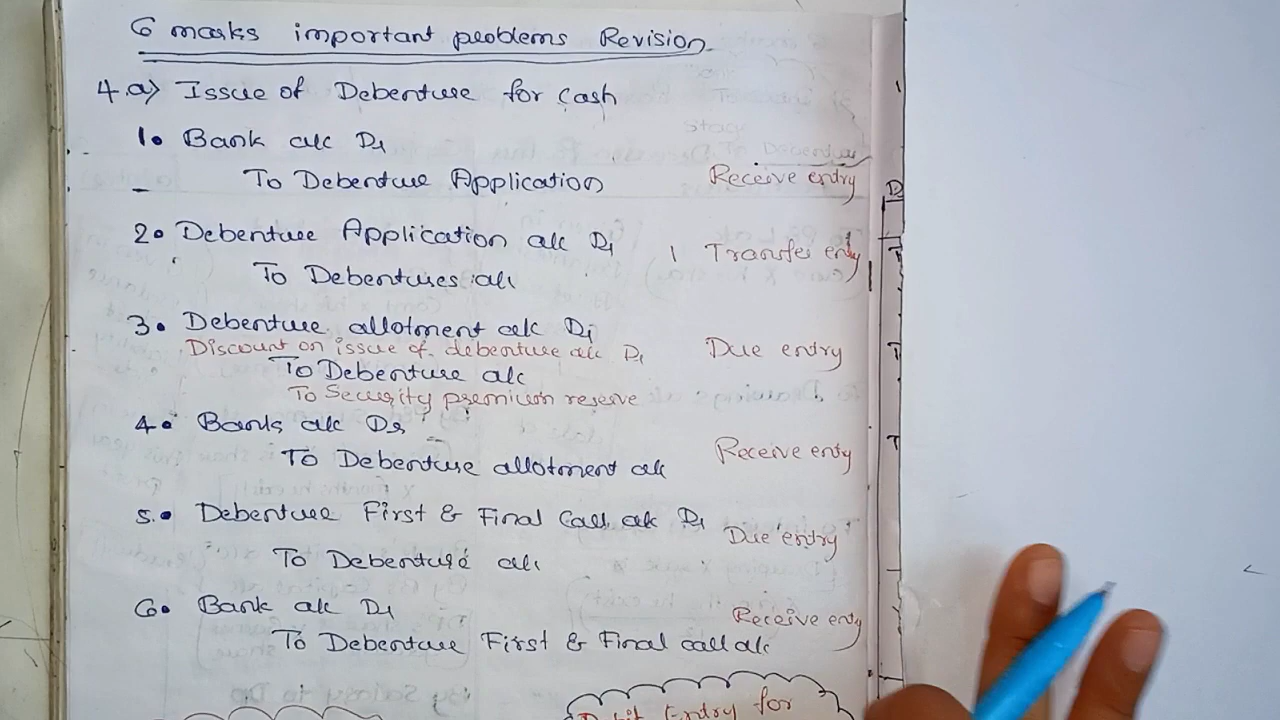 6 marks important problems Revision
4.a) Issue of Debenture for cash
1. Bank a/c Dr
To Debenture Application
Receive entry
2. Debenture Application a/c Dr
Transfer entry
To Debentures a/c
3. Debenture allotment a/c Dr
Discount on issue of debenture a/c Dr
Due entry
To Debenture a/c
To Security premium reserve
4. Bank a/c Dr
Receive entry
To Debenture allotment a/c
5. Debenture First & Final Call a/c Dr
Due entry
To Debenture a/c
6. Bank a/c Dr
Receive entry
To Debenture First & Final call a/c
Entry for